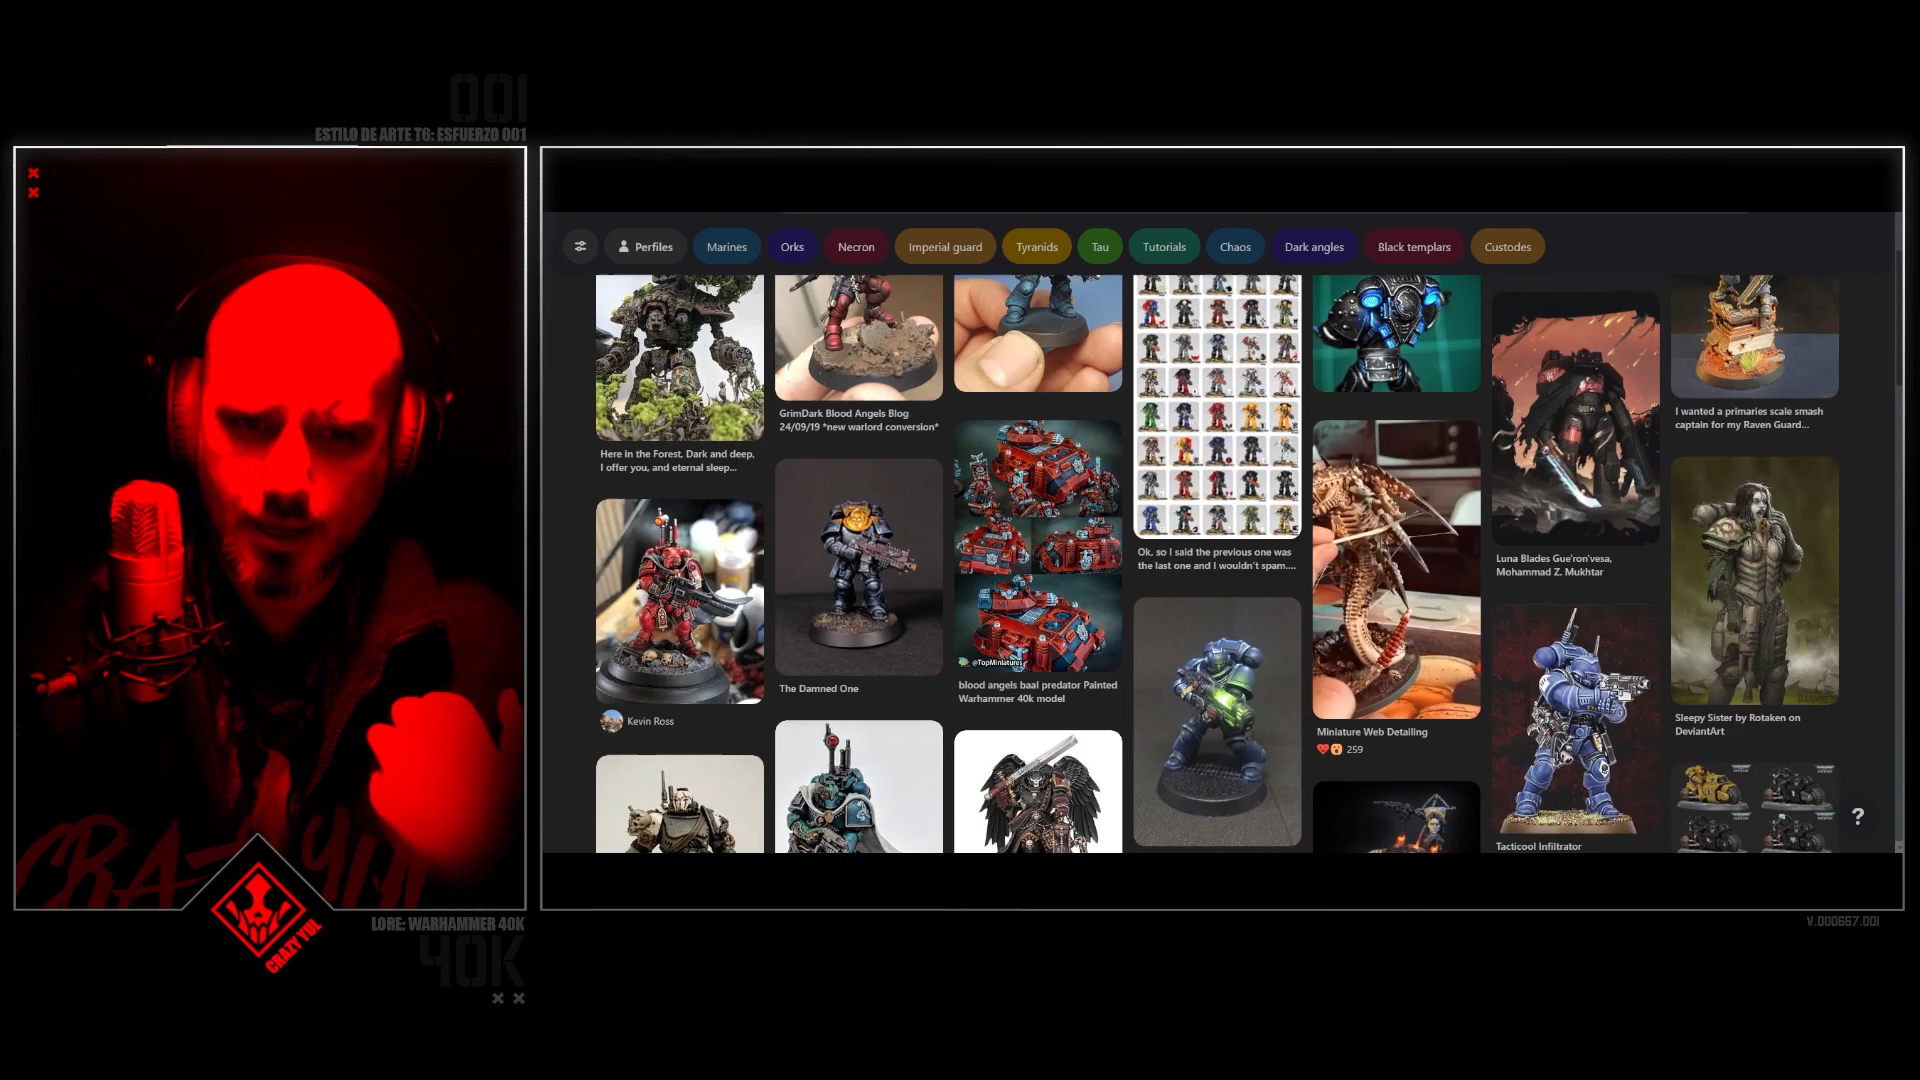 001
ESTILO DE ARTE T6: ESFUERZO 001
Perfiles
Marines
Orks
Necron
Imperial guard
Tyranids
Tau
Tutorials
Chaos
Dark angles
Black templars
Custodes
Here in the Forest, Dark and deep,
I offer you, and eternal sleep...
Kevin Ross
GrimDark Blood Angels Blog
24/09/19 *new warlord conversion*
The Damned One
@TopMiniatures
blood angels baal predator Painted
Warhammer 40k model
Ok, so I said the previous one was
the last one and I wouldn't spam....
Miniature Web Detailing
259
Luna Blades Gue'ron'vesa,
Mohammad Z. Mukhtar
Tacticool Infiltrator
I wanted a primaries scale smash
captain for my Raven Guard...
Sleepy Sister by Rotaken on
DeviantArt
?
CRAZY YUL
CRAZY YUL
LORE: WARHAMMER 40K
40K
V.000667.001